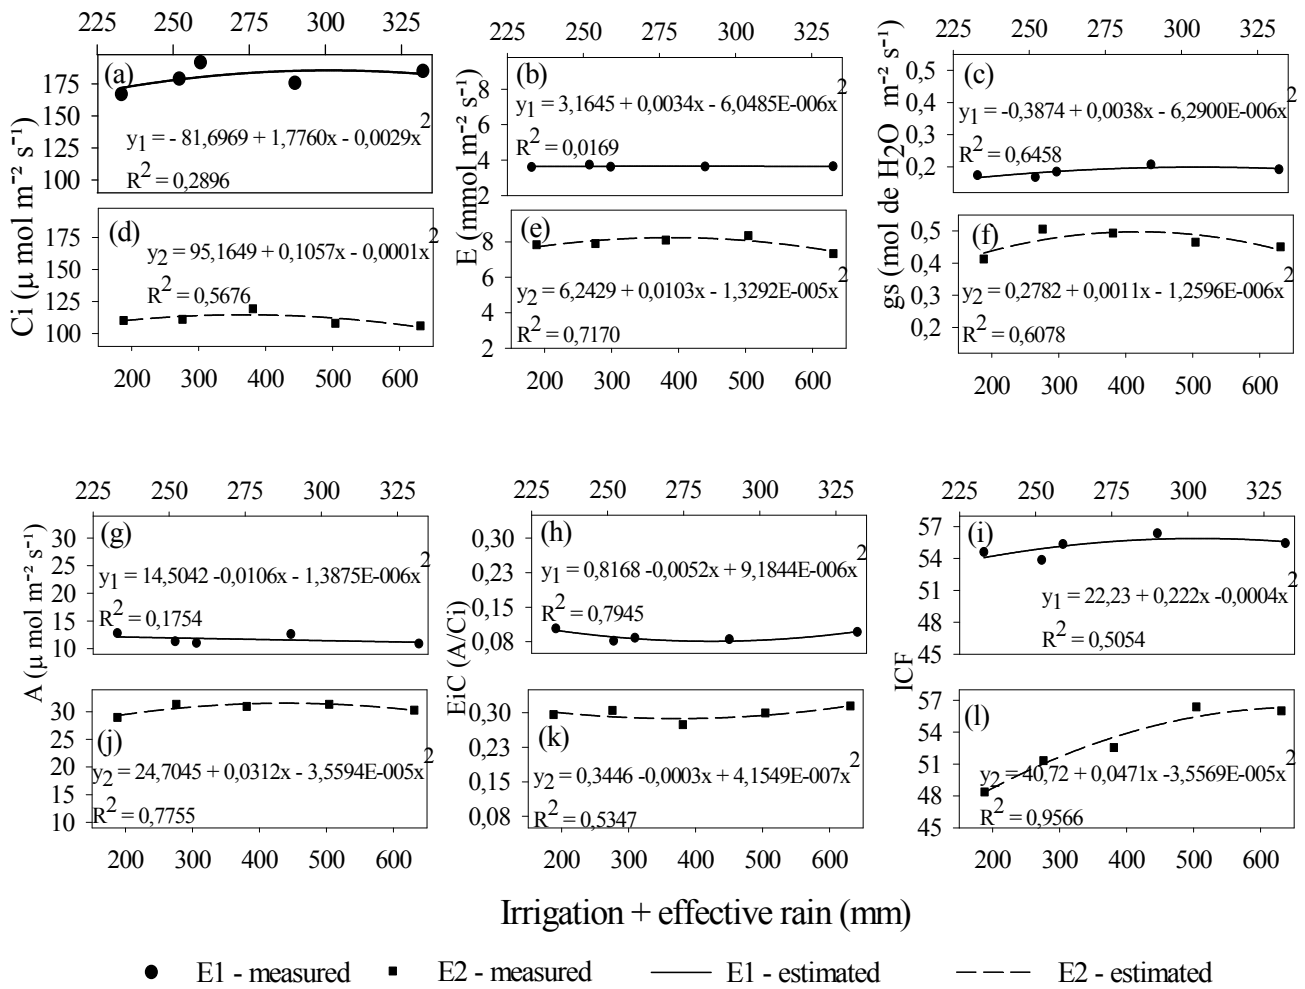 225 250 275 300 325
225 250 275 300 325
225 250 275 300 325
Ci (µ mol m⁻² s⁻¹)
175
150
125
100
(a)
y₁ = - 81,6969 + 1,7760x - 0,0029x²
R² = 0,2896
E (mmol m⁻² s⁻¹)
8
6
4
2
(b)
y₁ = 3,1645 + 0,0034x - 6,0485E-006x²
R² = 0,0169
gs (mol de H₂O m⁻² s⁻¹)
0,5
0,4
0,3
0,2
(c)
y₁ = -0,3874 + 0,0038x - 6,2900E-006x²
R² = 0,6458
175
150
125
100
(d)
y₂ = 95,1649 + 0,1057x - 0,0001x²
R² = 0,5676
200 300 400 500 600
8
6
4
2
(e)
y₂ = 6,2429 + 0,0103x - 1,3292E-005x²
R² = 0,7170
200 300 400 500 600
0,5
0,4
0,3
0,2
(f)
y₂ = 0,2782 + 0,0011x - 1,2596E-006x²
R² = 0,6078
200 300 400 500 600
225 250 275 300 325
225 250 275 300 325
225 250 275 300 325
A (µ mol m⁻² s⁻¹)
30
25
20
15
10
(g)
y₁ = 14,5042 -0,0106x - 1,3875E-006x²
R² = 0,1754
EiC (A/Ci)
0,30
0,23
0,15
0,08
(h)
y₁ = 0,8168 -0,0052x + 9,1844E-006x²
R² = 0,7945
ICF
57
54
51
48
45
(i)
y₁ = 22,23 + 0,222x -0,0004x²
R² = 0,5054
30
25
20
15
10
(j)
y₂ = 24,7045 + 0,0312x - 3,5594E-005x²
R² = 0,7755
200 300 400 500 600
0,30
0,23
0,15
0,08
(k)
y₂ = 0,3446 -0,0003x + 4,1549E-007x²
R² = 0,5347
200 300 400 500 600
57
54
51
48
45
(l)
y₂ = 40,72 + 0,0471x -3,5569E-005x²
R² = 0,9566
200 300 400 500 600
Irrigation + effective rain (mm)
E1 - measured E2 - measured E1 - estimated E2 - estimated